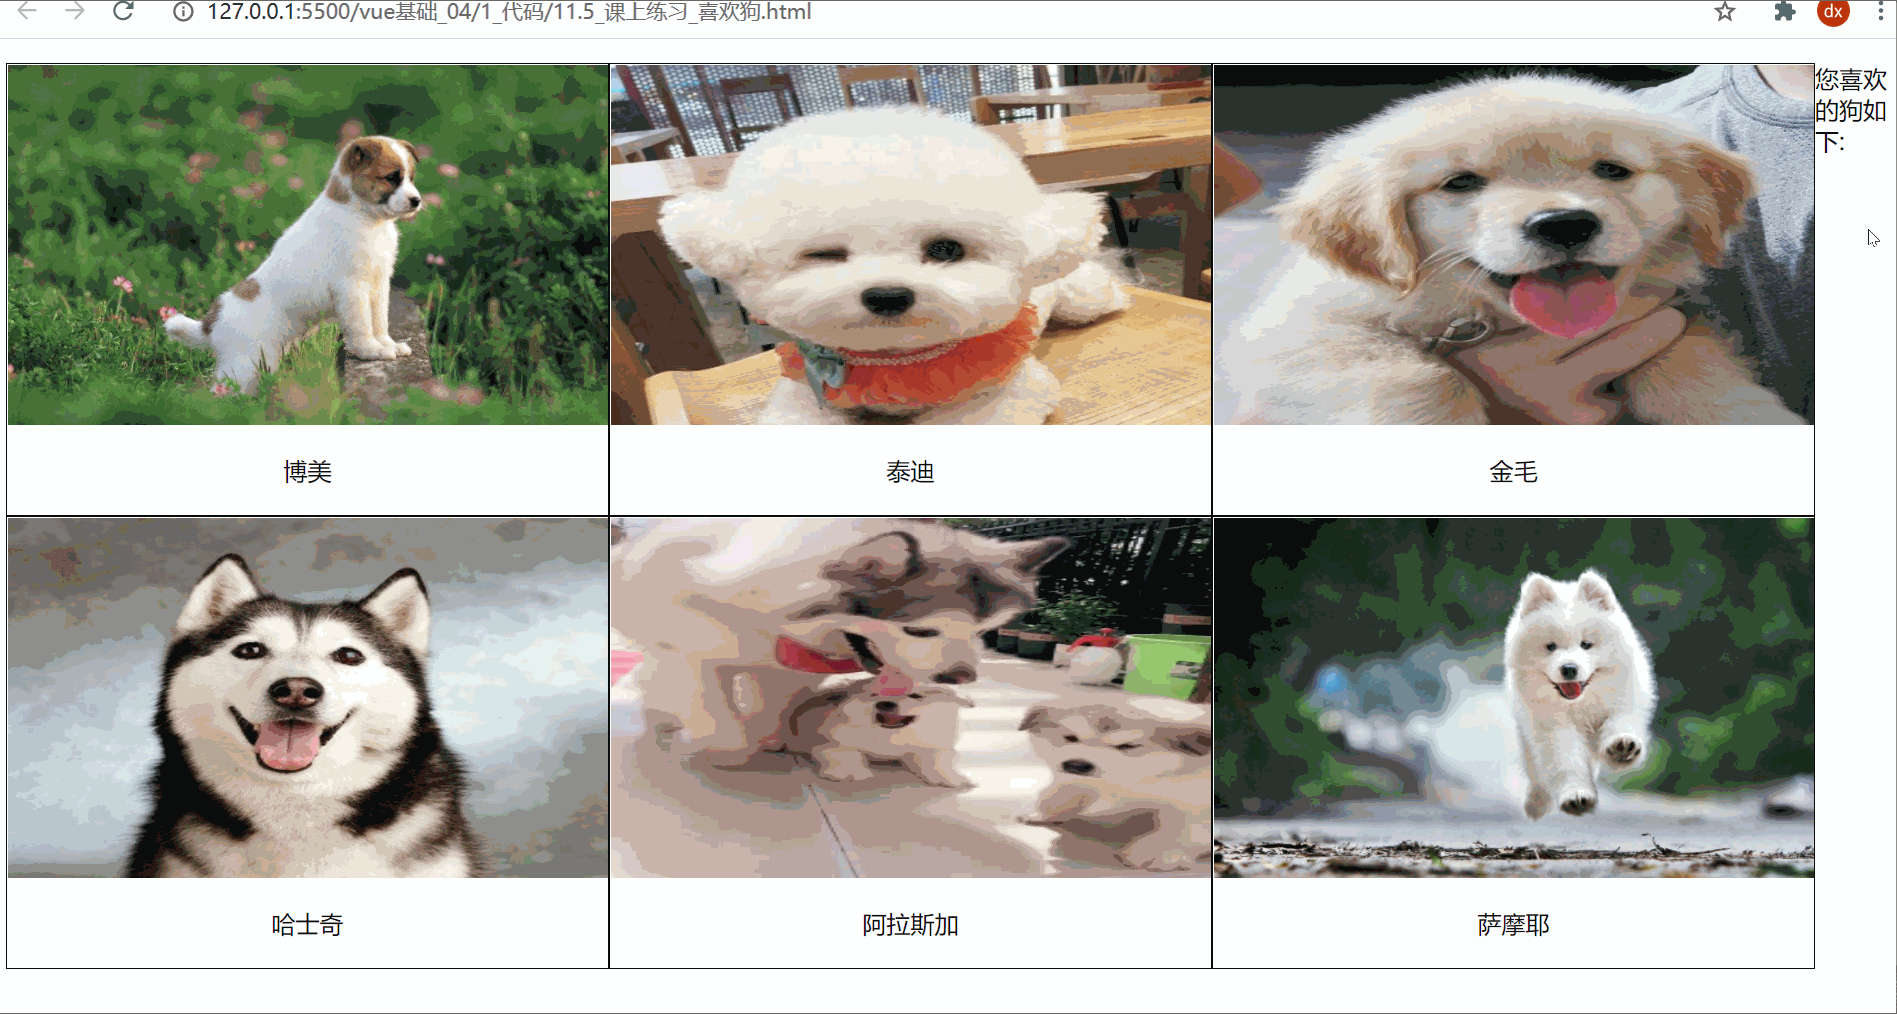 127.0.0.1:5500/vue基础_04/1_代码/11.5_课上练习_喜欢狗.html
dx
您喜欢
的狗如
下:
博美
泰迪
金毛
哈士奇
阿拉斯加
萨摩耶